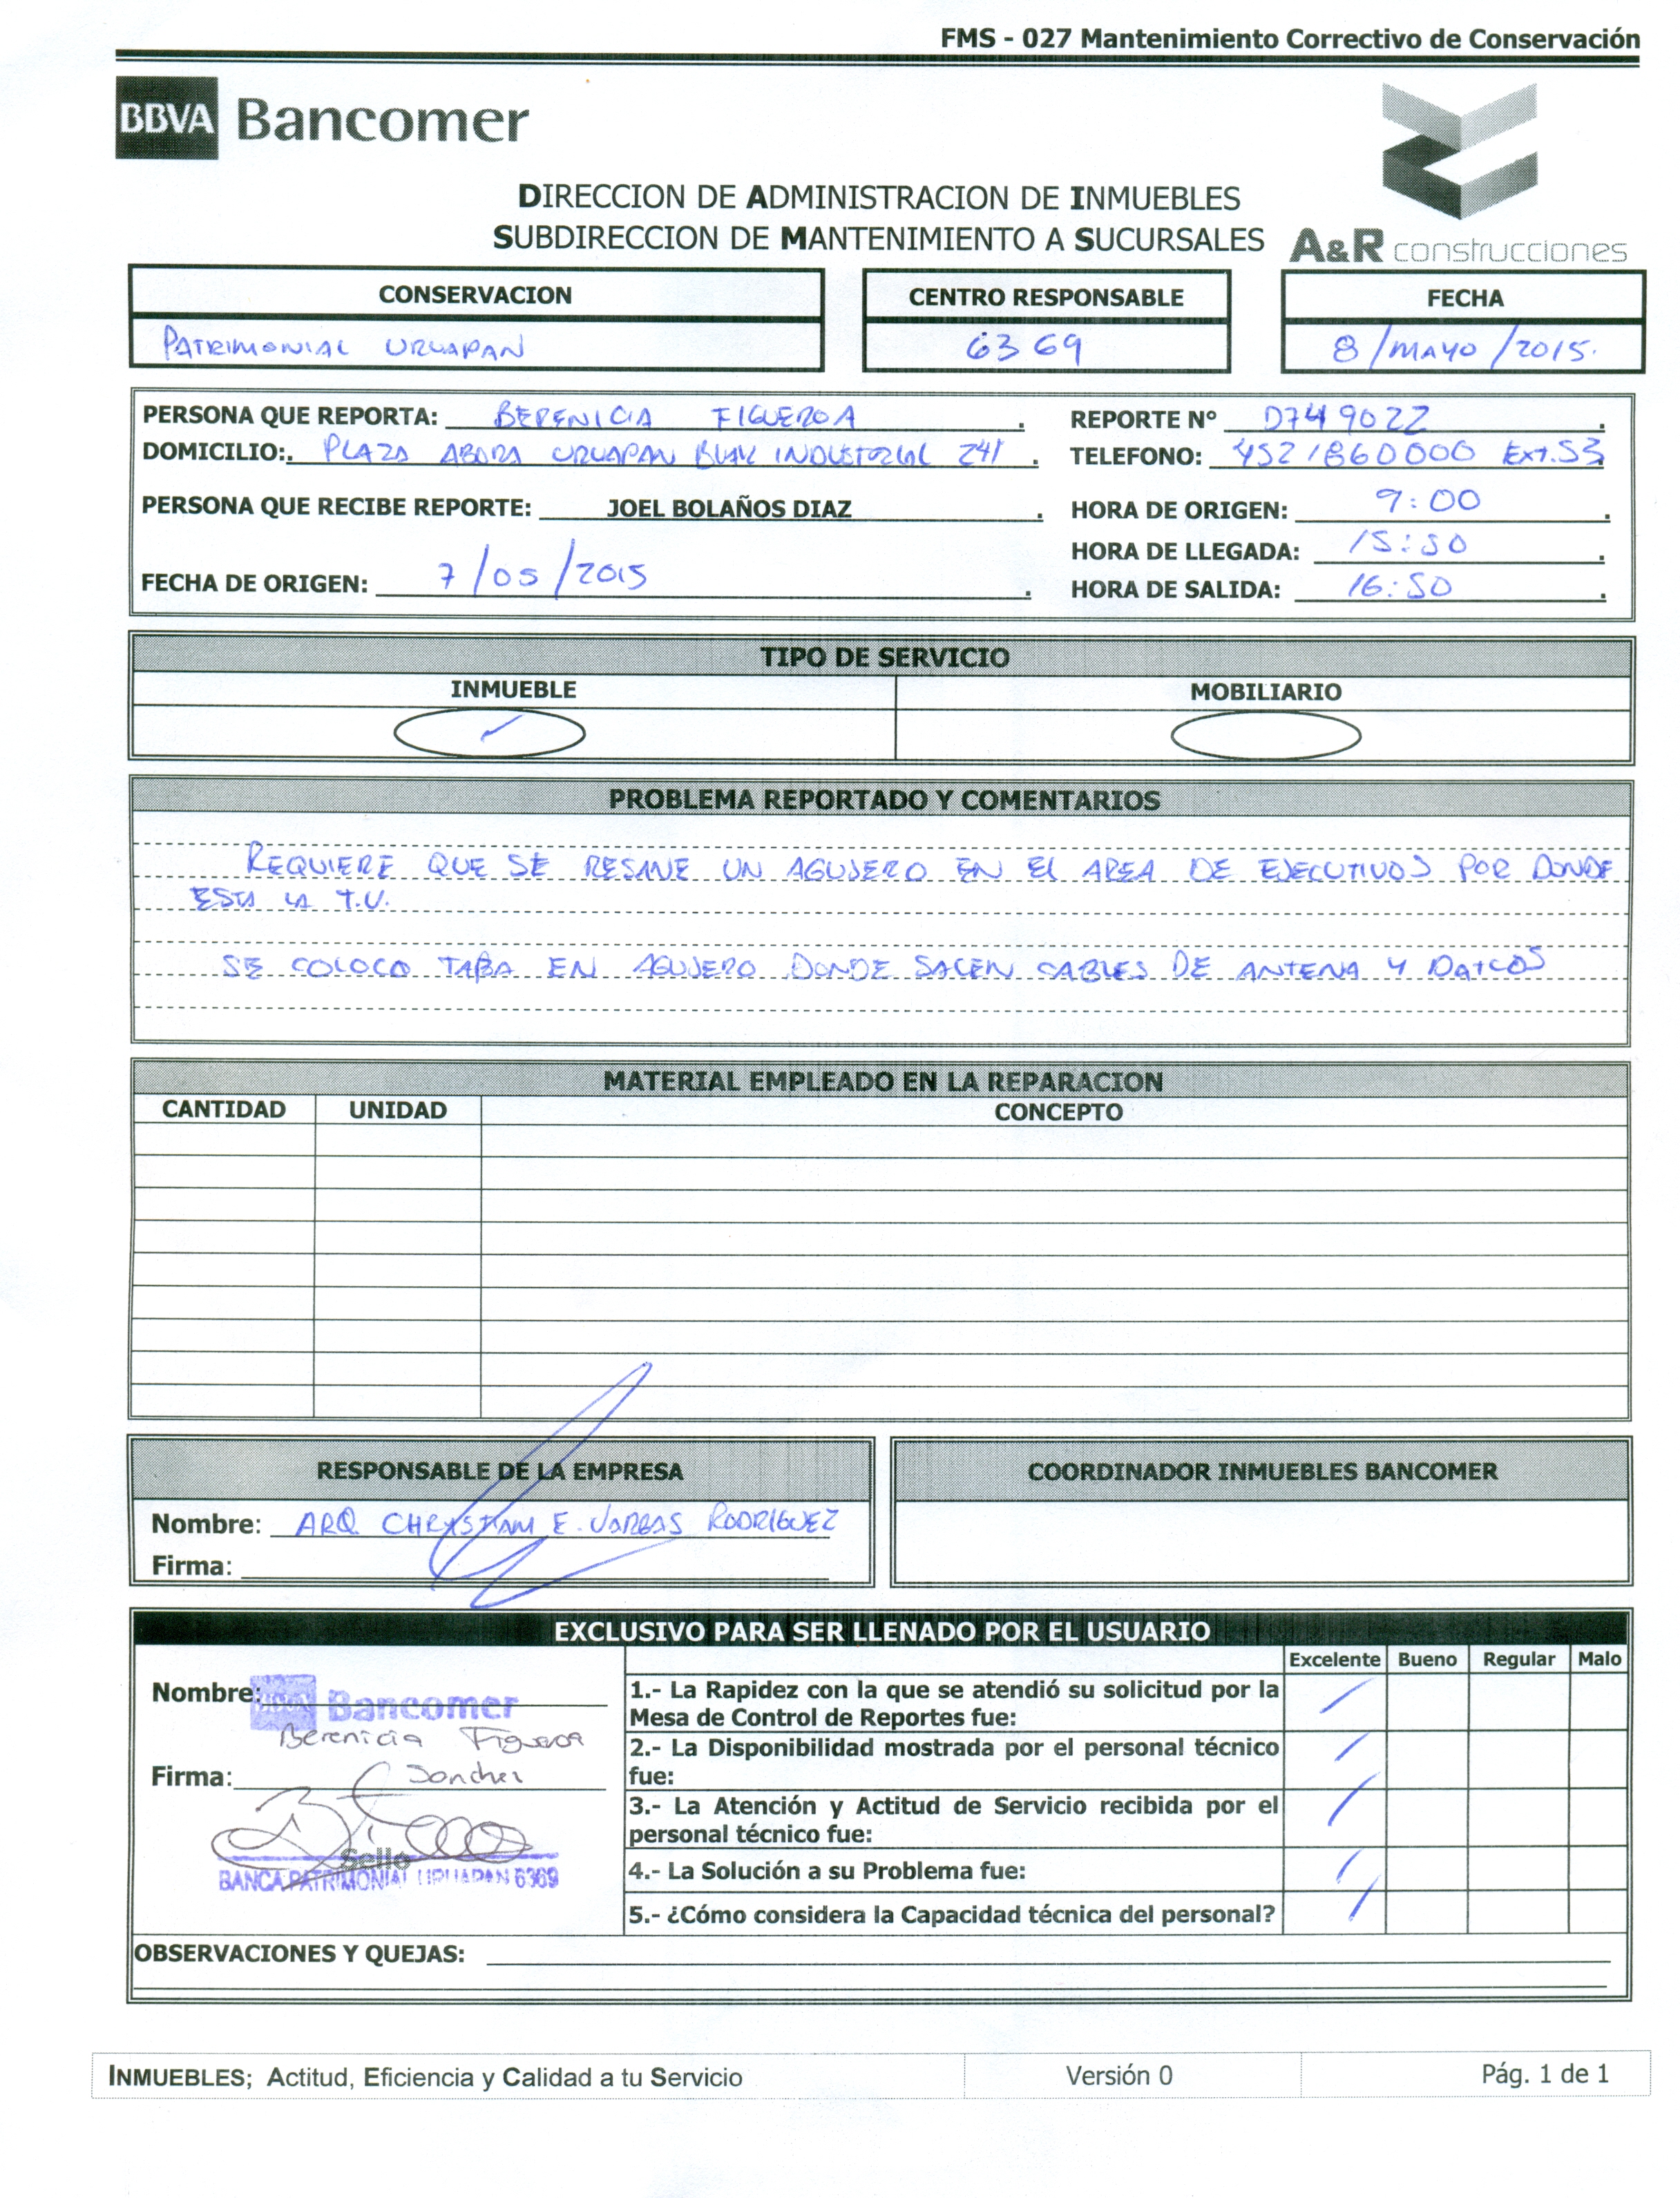 FMS - 027 Mantenimiento Correctivo de Conservación
BBVA Bancomer
DIRECCION DE ADMINISTRACION DE INMUEBLES
SUBDIRECCION DE MANTENIMIENTO A SUCURSALES
A&R construcciones
CONSERVACION
PATRIMONIAL URUAPAN
CENTRO RESPONSABLE
6369
FECHA
8/MAYO/2015.
PERSONA QUE REPORTA: BERENICIA FIGUEROA
REPORTE Nº D749022
DOMICILIO: PLAZA AGORA URUAPAN INDUSTRIAL 241
TELEFONO: 4521860000 Ext.53
PERSONA QUE RECIBE REPORTE: JOEL BOLAÑOS DIAZ
HORA DE ORIGEN: 9:00
HORA DE LLEGADA: 15:50
FECHA DE ORIGEN: 7/05/2015
HORA DE SALIDA: 16:50
TIPO DE SERVICIO
INMUEBLE MOBILIARIO
PROBLEMA REPORTADO Y COMENTARIOS
REQUIERE QUE SE RESANE UN AGUJERO EN EL AREA DE EJECUTIVOS POR DONDE
ESTA LA T.V.
SE COLOCO TAPA EN AGUJERO DONDE SALEN CABLES DE ANTENA Y
MATERIAL EMPLEADO EN LA REPARACION
CANTIDAD UNIDAD CONCEPTO
RESPONSABLE DE LA EMPRESA
Nombre: ARQ. CHRYSTIAM E. VARGAS RODRIGUEZ
Firma:
COORDINADOR INMUEBLES BANCOMER
EXCLUSIVO PARA SER LLENADO POR EL USUARIO
Excelente Bueno Regular Malo
Nombre: BBVA Bancomer
Berenicia Figueroa
Sanchez
Firma:
Sello
BANCA PATRIMONIAL URUAPAN 6369
1.- La Rapidez con la que se atendió su solicitud por la
Mesa de Control de Reportes fue:
2.- La Disponibilidad mostrada por el personal técnico
fue:
3.- La Atención y Actitud de Servicio recibida por el
personal técnico fue:
4.- La Solución a su Problema fue:
5.- ¿Cómo considera la Capacidad técnica del personal?
OBSERVACIONES Y QUEJAS:
INMUEBLES; Actitud, Eficiencia y Calidad a tu Servicio
Versión 0
Pág. 1 de 1